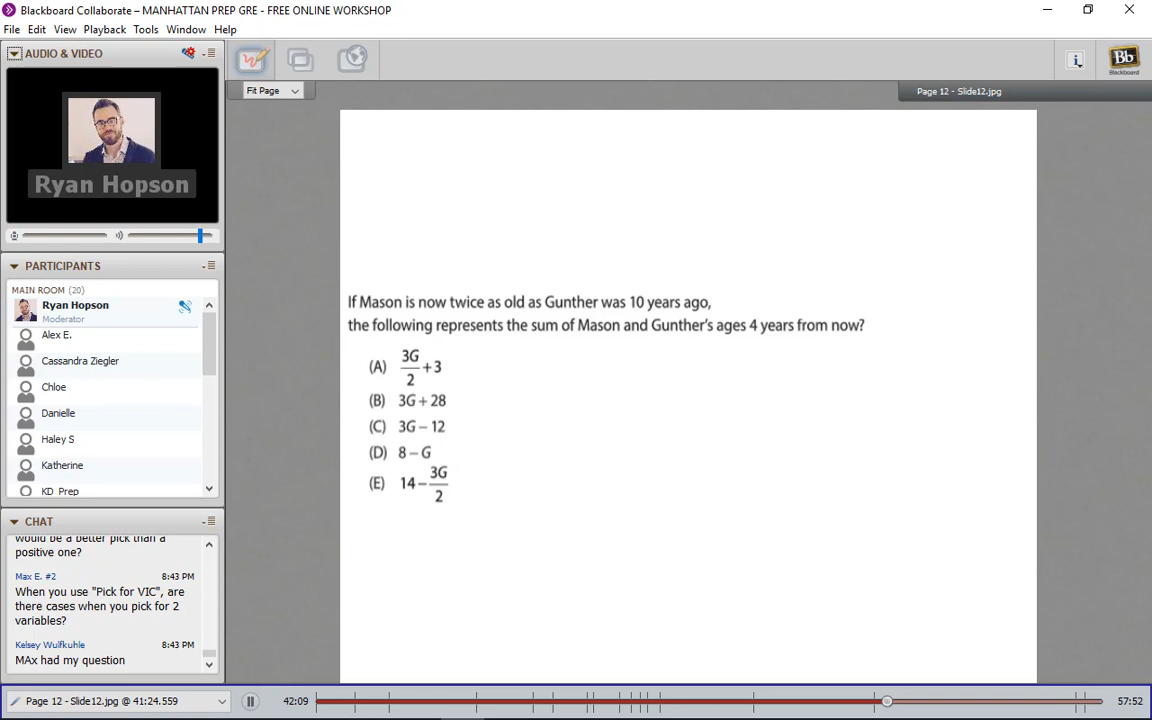 Blackboard Collaborate – MANHATTAN PREP GRE - FREE ONLINE WORKSHOP
File Edit View Playback Tools Window Help
AUDIO & VIDEO
Ryan Hopson
PARTICIPANTS
MAIN ROOM (20)
Ryan Hopson
Moderator
Alex E.
Cassandra Ziegler
Chloe
Danielle
Haley S
Katherine
KD Prep
CHAT
would be a better pick than a
positive one?
Max E. #2 8:43 PM
When you use "Pick for VIC", are
there cases when you pick for 2
variables?
Kelsey Wulfkuhle 8:43 PM
MAx had my question
Fit Page
i
Bb
Blackboard
Page 12 - Slide12.jpg
If Mason is now twice as old as Gunther was 10 years ago,
the following represents the sum of Mason and Gunther's ages 4 years from now?
(A) 3G/2 + 3
(B) 3G + 28
(C) 3G – 12
(D) 8 – G
(E) 14 – 3G/2
Page 12 - Slide12.jpg @ 41:24.559
42:09
57:52